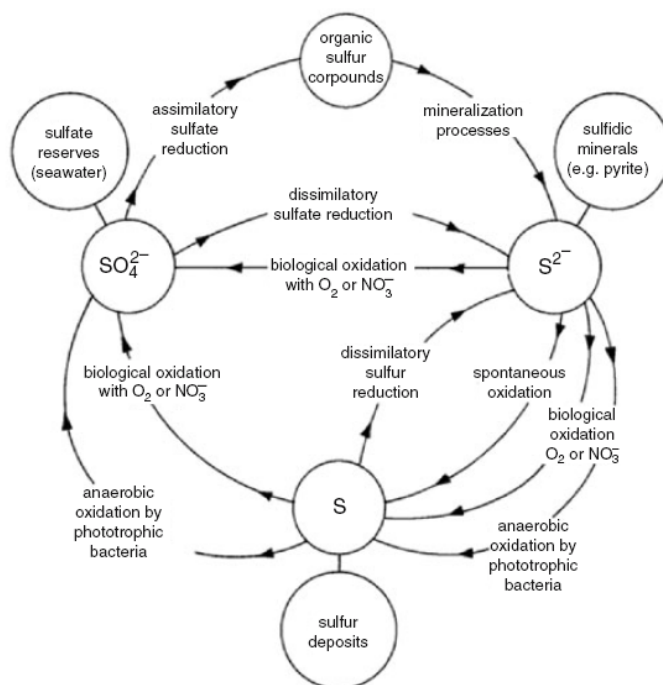 organic
sulfur
corpounds
assimilatory
sulfate
reduction
mineralization
processes
sulfate
reserves
(seawater)
sulfidic
minerals
(e.g. pyrite)
dissimilatory
sulfate reduction
SO₄²⁻
S²⁻
biological oxidation
with O₂ or NO₃⁻
biological oxidation
with O₂ or NO₃⁻
dissimilatory
sulfur
reduction
spontaneous
oxidation
biological
oxidation
O₂ or NO₃⁻
anaerobic
oxidation by
phototrophic
bacteria
S
anaerobic
oxidation by
phototrophic
bacteria
sulfur
deposits